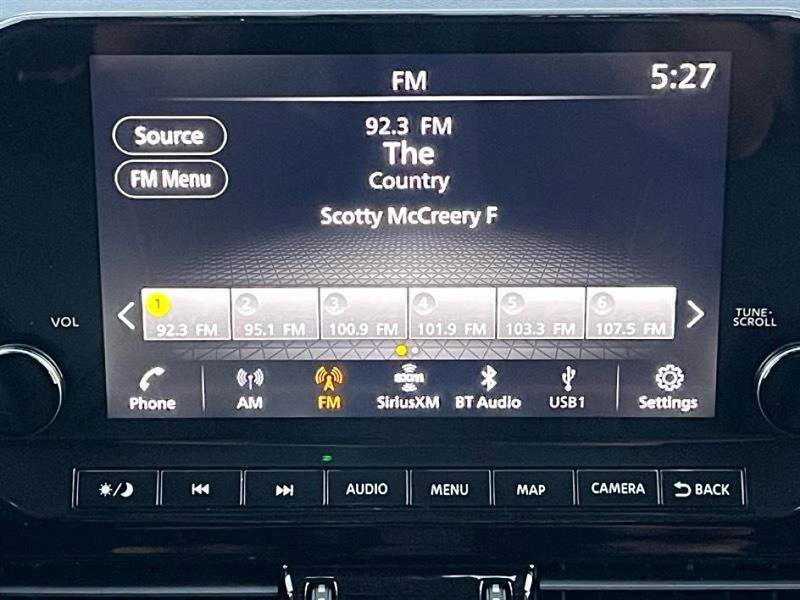 FM 5:27
Source
FM Menu
92.3 FM
The
Country
Scotty McCreery F
VOL
TUNE·
SCROLL
1 2 3 4 5 6
92.3 FM 95.1 FM 100.9 FM 101.9 FM 103.3 FM 107.5 FM
sxm
Phone AM FM SiriusXM BT Audio USB1 Settings
AUDIO MENU MAP CAMERA BACK